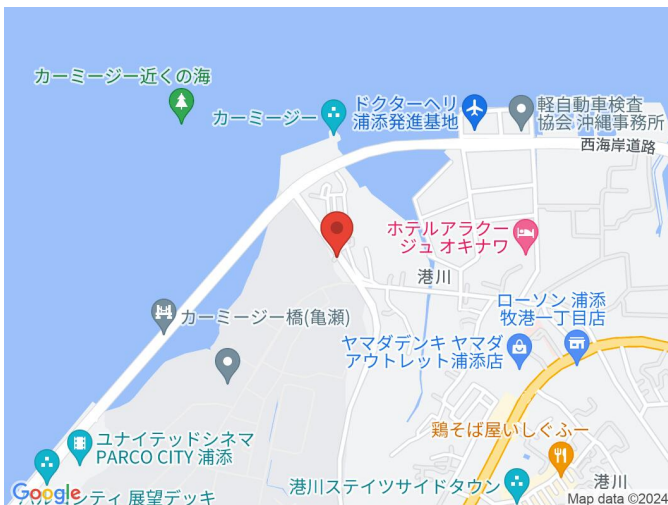 カーミージー近くの海
カーミージー
ドクターヘリ
浦添発進基地
軽自動車検査
協会 沖縄事務所
西海岸道路
ホテルアラクー
ジュ オキナワ
港川
ローソン 浦添
牧港一丁目店
カーミージー橋(亀瀬)
ヤマダデンキ ヤマダ
アウトレット浦添店
ユナイテッドシネマ
PARCO CITY 浦添
鶏そば屋いしぐふー
港川
港川ステイツサイドタウン
展望デッキ
Google
Map data ©2024